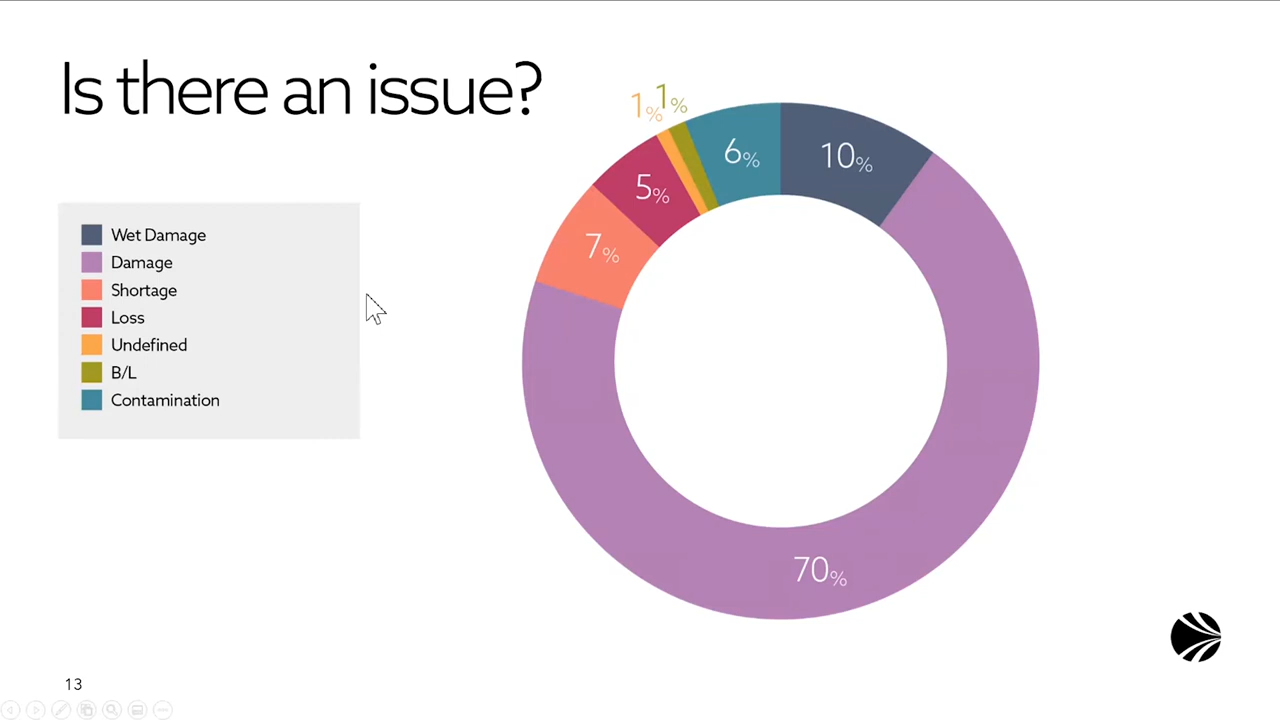 Is there an issue?
Wet Damage
Damage
Shortage
Loss
Undefined
B/L
Contamination
1%
1%
6%
10%
5%
7%
70%
13